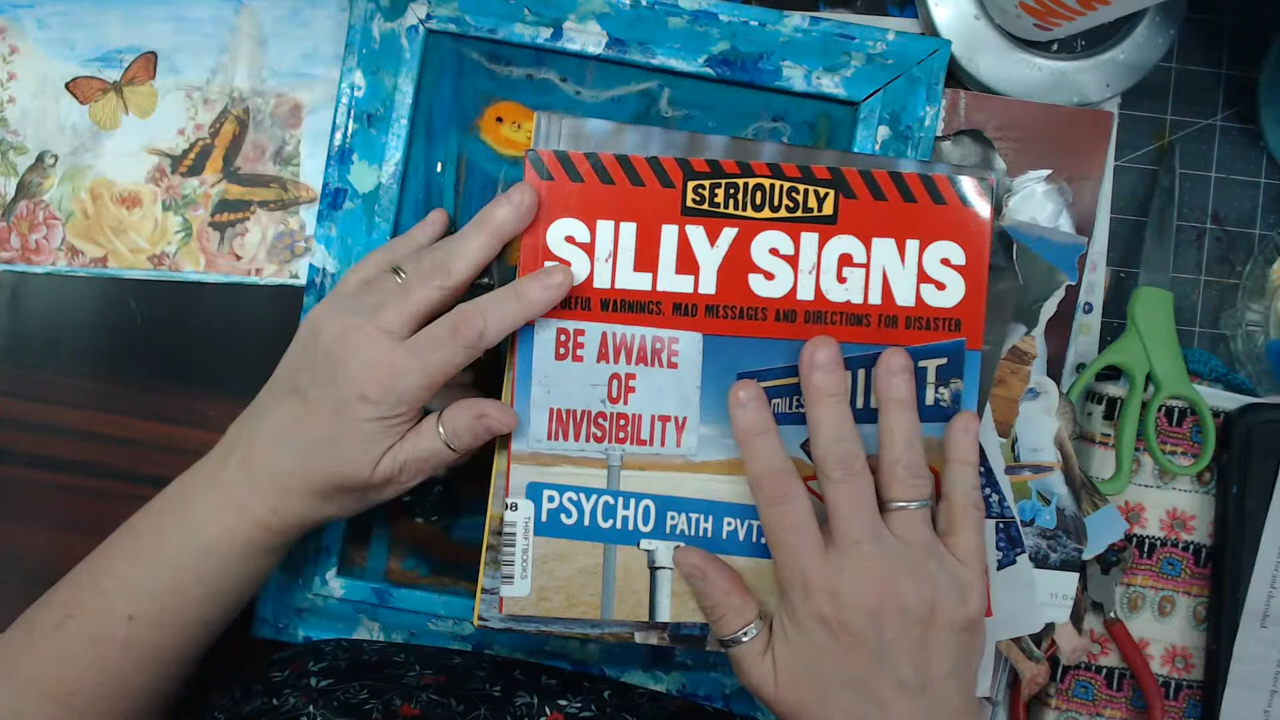 SERIOUSLY
SILLY SIGNS
WARNINGS, MAD MESSAGES AND DIRECTIONS FOR DISASTER
BE AWARE
OF
INVISIBILITY
MILES
PSYCHO PATH PVT.
THRIFTBOOKS